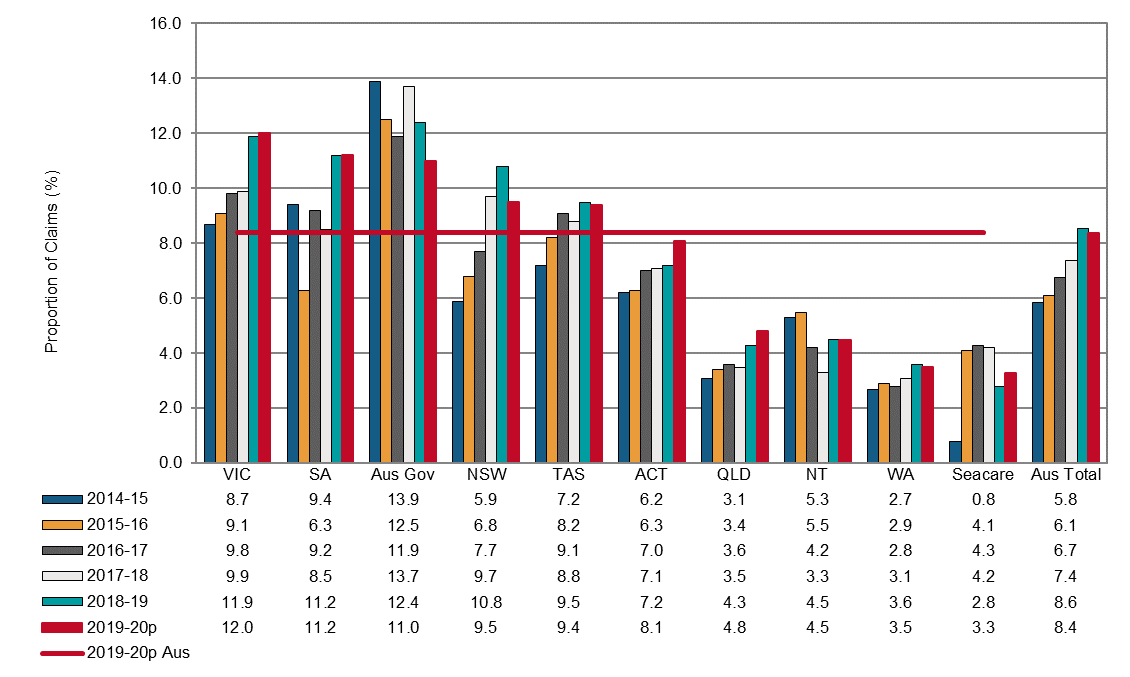 16.0
14.0
12.0
10.0
8.0
6.0
4.0
2.0
0.0
Proportion of Claims (%)
VIC SA Aus Gov NSW TAS ACT QLD NT WA Seacare Aus Total
2014-15 8.7 9.4 13.9 5.9 7.2 6.2 3.1 5.3 2.7 0.8 5.8
2015-16 9.1 6.3 12.5 6.8 8.2 6.3 3.4 5.5 2.9 4.1 6.1
2016-17 9.8 9.2 11.9 7.7 9.1 7.0 3.6 4.2 2.8 4.3 6.7
2017-18 9.9 8.5 13.7 9.7 8.8 7.1 3.5 3.3 3.1 4.2 7.4
2018-19 11.9 11.2 12.4 10.8 9.5 7.2 4.3 4.5 3.6 2.8 8.6
2019-20p 12.0 11.2 11.0 9.5 9.4 8.1 4.8 4.5 3.5 3.3 8.4
2019-20p Aus